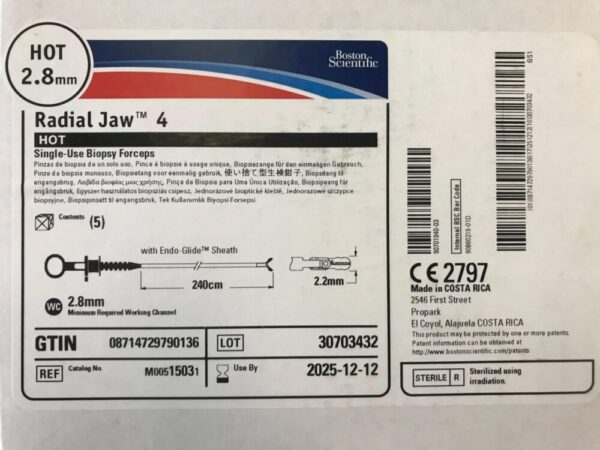 HOT
2.8mm
Boston
Scientific
Radial Jaw™ 4
HOT
Single-Use Biopsy Forceps
Pinzas de biopsia de un solo uso, Pince à biopsie à usage unique, Biopsiezange für den einmaligen Gebrauch,
Pinze da biopsia monouso, Biopsietang voor eenmalig gebruik, 使い捨て型生検鉗子, Biopsitang til
engangsbrug, Λαβίδα βιοψίας μιας χρήσης, Pinça de Biopsia para Uma Única Utilização, Biopsipeang för
engångsbruk, Egyszer használatos biopsziás csipesz, Jednorázové bioptické kleště, Jednorazowe szczypce
biopsyjne, Biopsipinsett til engangsbruk, Tek Kullanımlık Biyopsi Forsepsi
Contents (5)
with Endo-Glide™ Sheath
240cm
2.2mm
WC 2.8mm
Minimum Required Working Channel
GTIN 08714729790136 LOT 30703432
REF Catalog No. M00515031 Use By 2025-12-12
GS1
90701940-03
Internal BSC Bar Code
90860219-01D
CE 2797
Made in COSTA RICA
2546 First Street
Propark
El Coyol, Alajuela COSTA RICA
This product may be protected by one or more patents.
Patent information can be obtained at
http://www.bostonscientific.com/patents
STERILE R Sterilized using
irradiation.